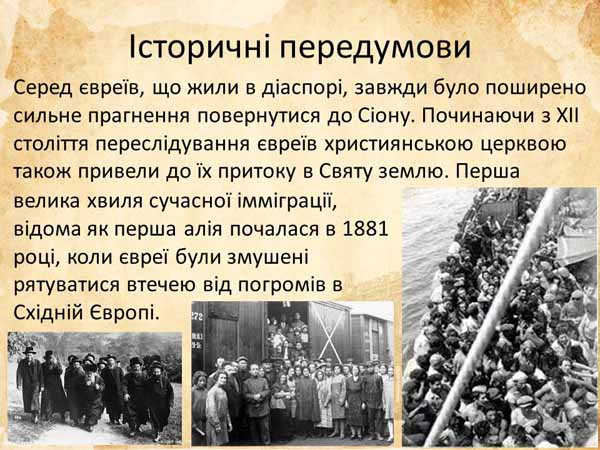 Історичні передумови
Серед євреїв, що жили в діаспорі, завжди було поширено
сильне прагнення повернутися до Сіону. Починаючи з XII
століття переслідування євреїв християнською церквою
також привели до їх притоку в Святу землю. Перша
велика хвиля сучасної імміграції,
відома як перша алія почалася в 1881
році, коли євреї були змушені
рятуватися втечею від погромів в
Східній Європі.
272